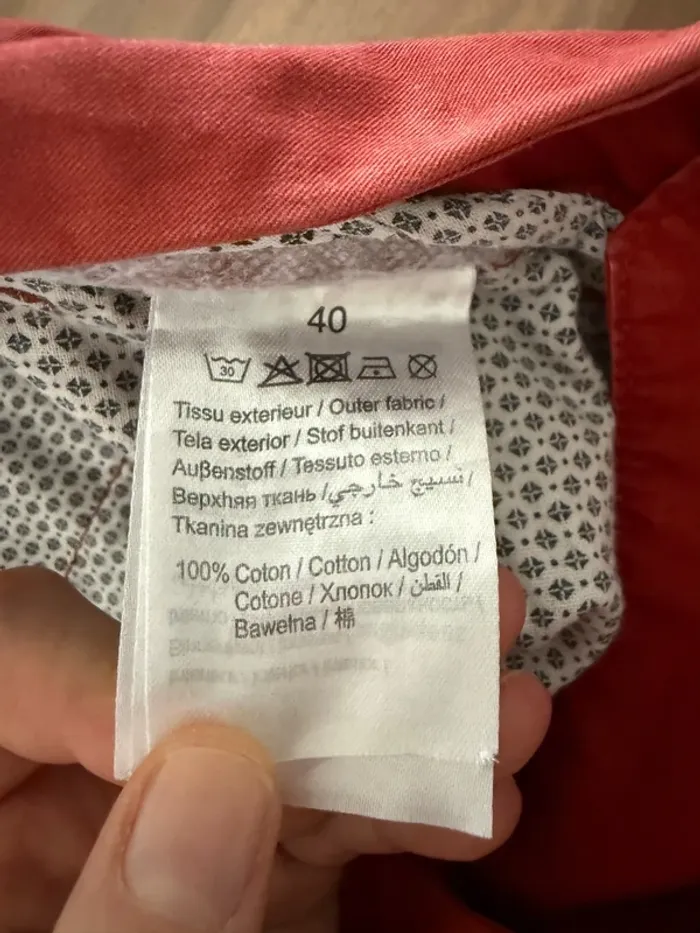 40
30
Tissu exterieur / Outer fabric /
Tela exterior / Stof buitenkant /
Außenstoff / Tessuto esterno /
Верхняя ткань / نسيج خارجي /
Tkanina zewnętrzna :
100% Coton / Cotton / Algodón /
Cotone / Хлопок / القطن /
Bawełna / 棉